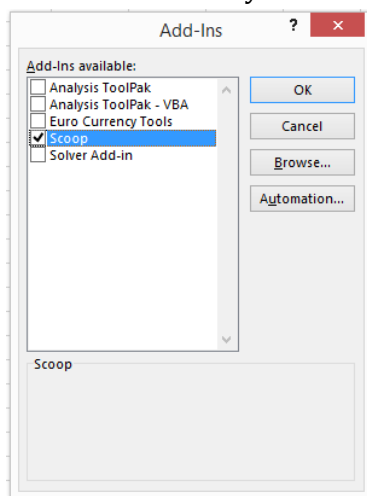 Add-Ins ?
Add-Ins available:
Analysis ToolPak
Analysis ToolPak - VBA
Euro Currency Tools
Scoop
Solver Add-in
OK
Cancel
Browse...
Automation...
Scoop